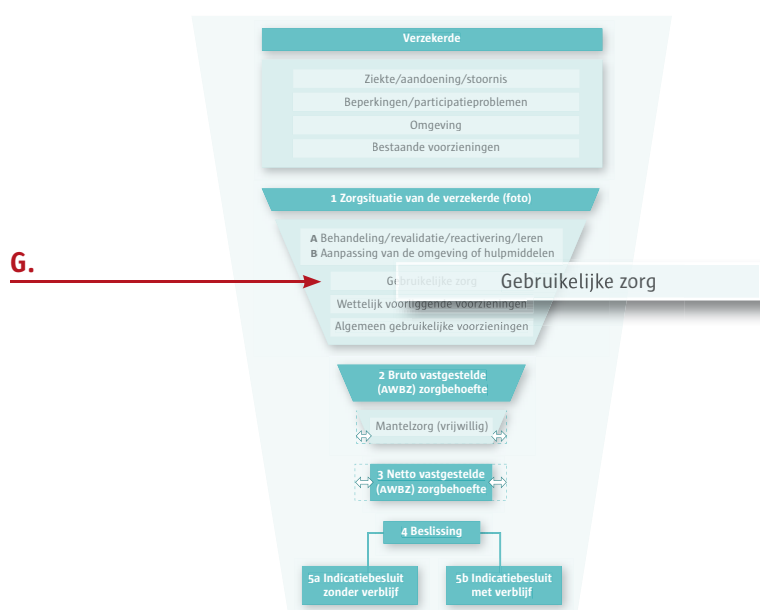 Verzekerde
Ziekte/aandoening/stoornis
Beperkingen/participatieproblemen
Omgeving
Bestaande voorzieningen
1 Zorgsituatie van de verzekerde (foto)
A Behandeling/revalidatie/reactivering/leren
B Aanpassing van de omgeving of hulpmiddelen
G.
Gebruikelijke zorg
Gebruikelijke zorg
Wettelijk voorliggende voorzieningen
Algemeen gebruikelijke voorzieningen
2 Bruto vastgestelde
(AWBZ) zorgbehoefte
Mantelzorg (vrijwillig)
3 Netto vastgestelde
(AWBZ) zorgbehoefte
4 Beslissing
5a Indicatiebesluit
zonder verblijf
5b Indicatiebesluit
met verblijf